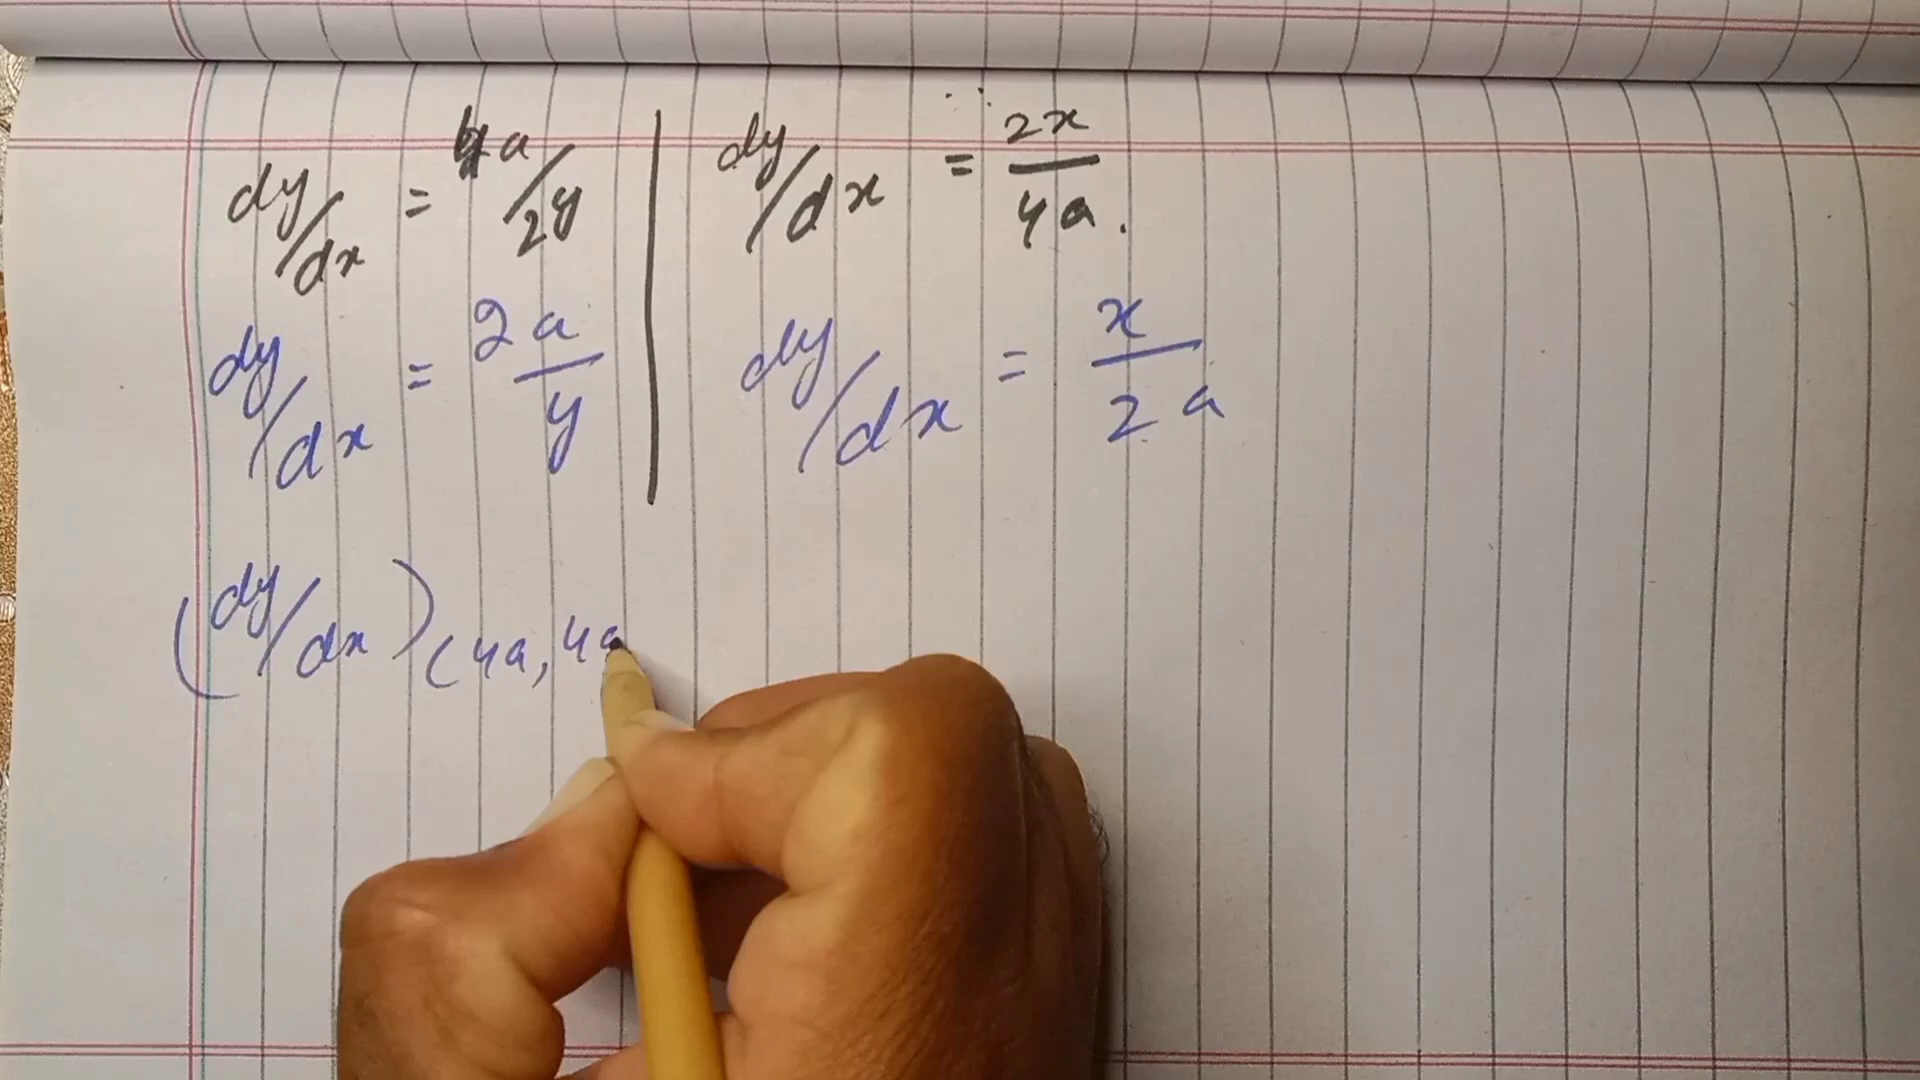 dy/dx = 4a/2y
dy/dx = 2x/4a.
dy/dx = 2a/y
dy/dx = x/2a
(dy/dx)(4a, 4a